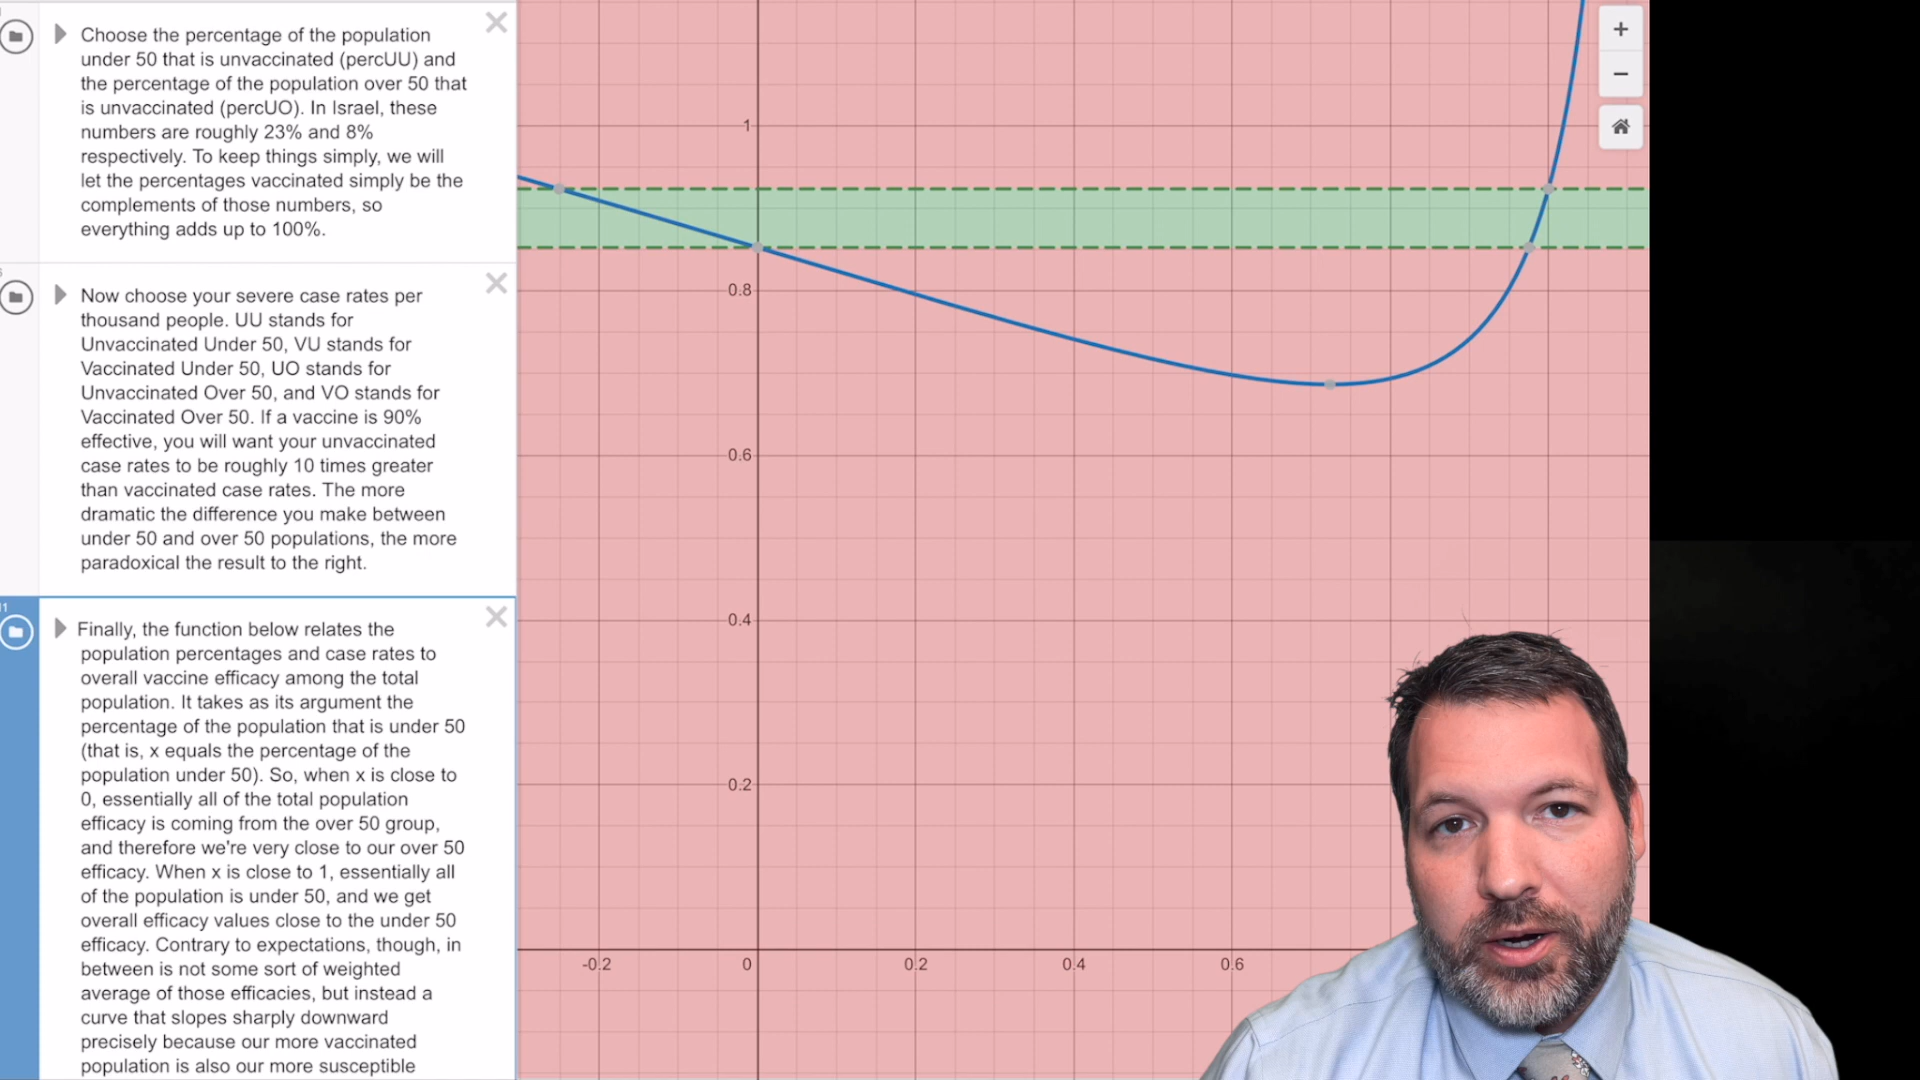 Choose the percentage of the population
under 50 that is unvaccinated (percUU) and
the percentage of the population over 50 that
is unvaccinated (percUO). In Israel, these
numbers are roughly 23% and 8%
respectively. To keep things simply, we will
let the percentages vaccinated simply be the
complements of those numbers, so
everything adds up to 100%.
Now choose your severe case rates per
thousand people. UU stands for
Unvaccinated Under 50, VU stands for
Vaccinated Under 50, UO stands for
Unvaccinated Over 50, and VO stands for
Vaccinated Over 50. If a vaccine is 90%
effective, you will want your unvaccinated
case rates to be roughly 10 times greater
than vaccinated case rates. The more
dramatic the difference you make between
under 50 and over 50 populations, the more
paradoxical the result to the right.
Finally, the function below relates the
population percentages and case rates to
overall vaccine efficacy among the total
population. It takes as its argument the
percentage of the population that is under 50
(that is, x equals the percentage of the
population under 50). So, when x is close to
0, essentially all of the total population
efficacy is coming from the over 50 group,
and therefore we're very close to our over 50
efficacy. When x is close to 1, essentially all
of the population is under 50, and we get
overall efficacy values close to the under 50
efficacy. Contrary to expectations, though, in
between is not some sort of weighted
average of those efficacies, but instead a
curve that slopes sharply downward
precisely because our more vaccinated
population is also our more susceptible
1
0.8
0.6
0.4
0.2
-0.2
0
0.2
0.4
0.6
+
−